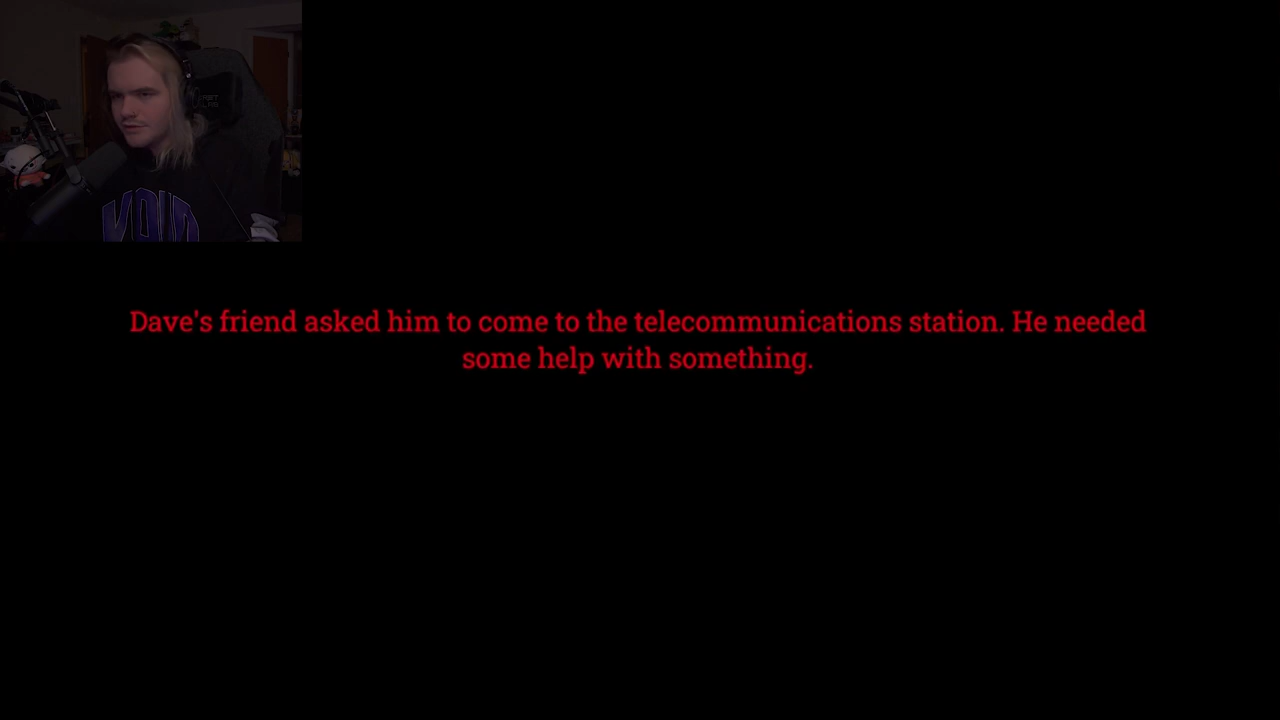 Dave's friend asked him to come to the telecommunications station. He needed
some help with something.